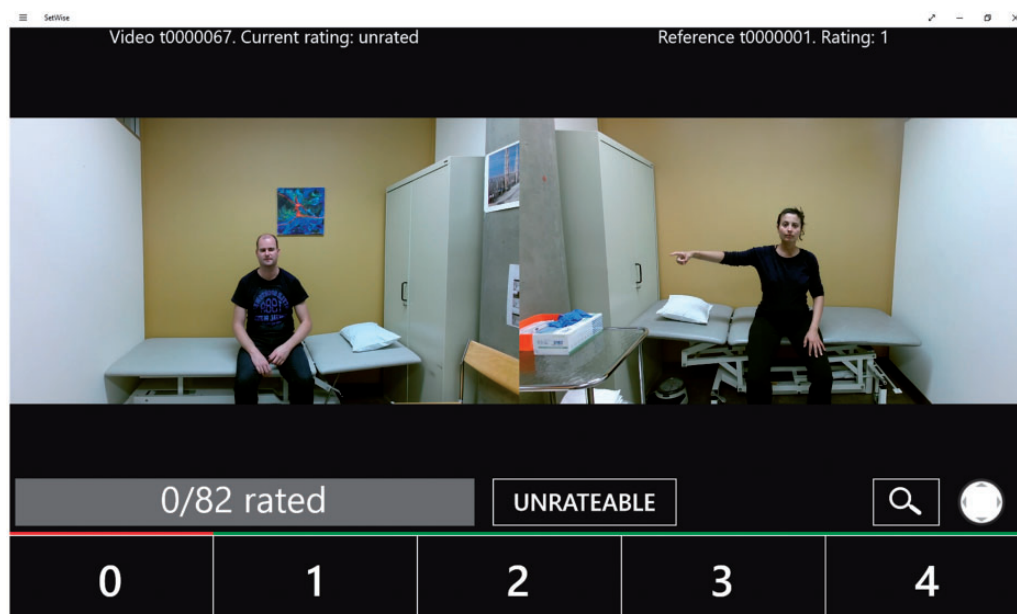 SetWise
Video t0000067. Current rating: unrated
Reference t0000001. Rating: 1
0/82 rated
UNRATEABLE
0
1
2
3
4